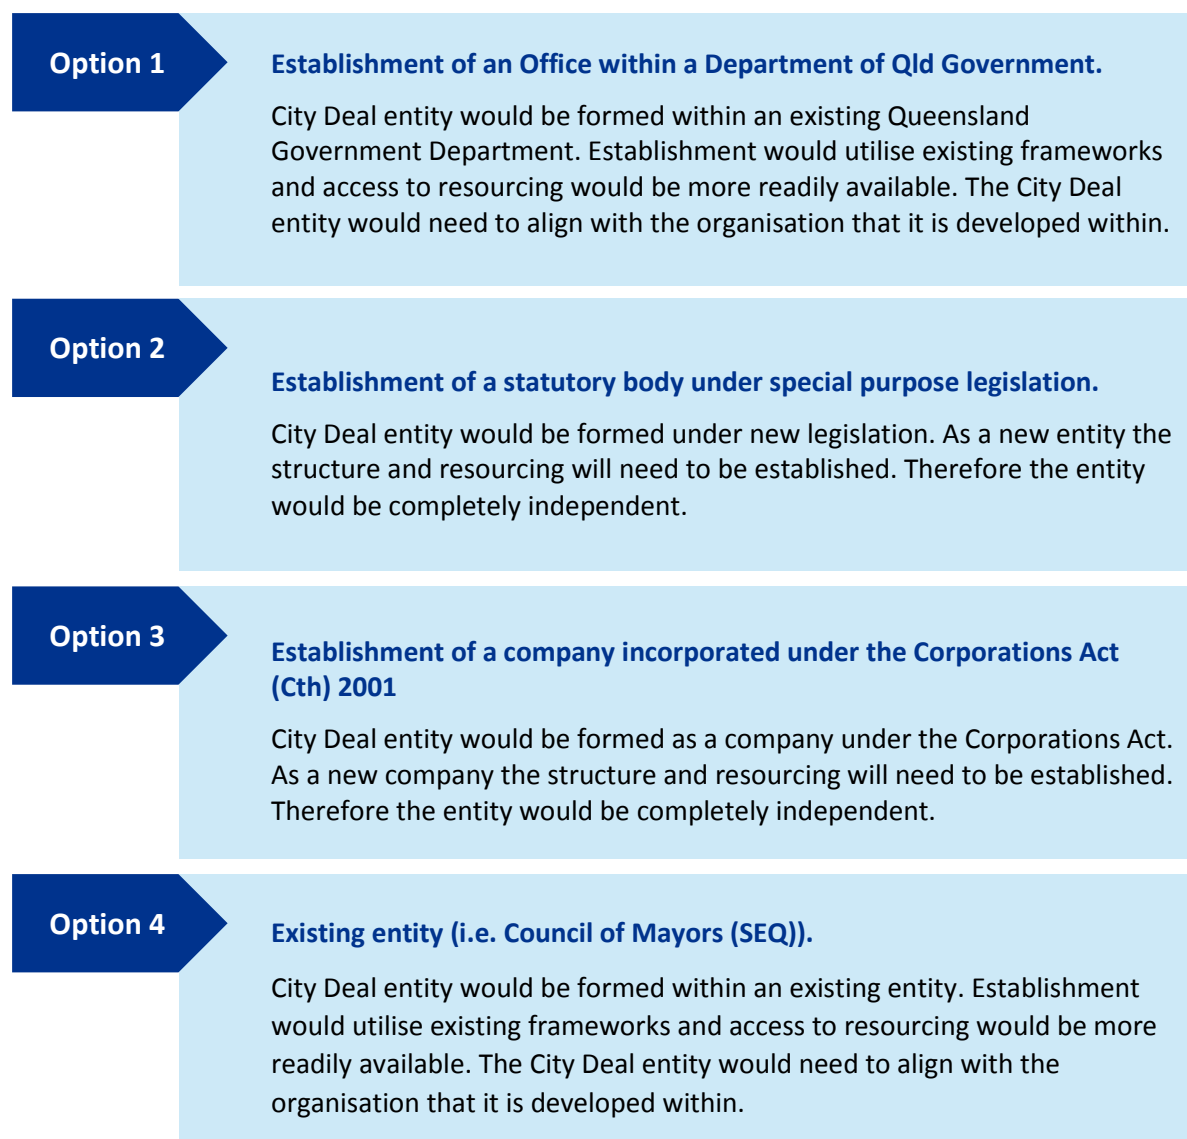 Option 1
Establishment of an Office within a Department of Qld Government.
City Deal entity would be formed within an existing Queensland
Government Department. Establishment would utilise existing frameworks
and access to resourcing would be more readily available. The City Deal
entity would need to align with the organisation that it is developed within.
Option 2
Establishment of a statutory body under special purpose legislation.
City Deal entity would be formed under new legislation. As a new entity the
structure and resourcing will need to be established. Therefore the entity
would be completely independent.
Option 3
Establishment of a company incorporated under the Corporations Act
(Cth) 2001
City Deal entity would be formed as a company under the Corporations Act.
As a new company the structure and resourcing will need to be established.
Therefore the entity would be completely independent.
Option 4
Existing entity (i.e. Council of Mayors (SEQ)).
City Deal entity would be formed within an existing entity. Establishment
would utilise existing frameworks and access to resourcing would be more
readily available. The City Deal entity would need to align with the
organisation that it is developed within.